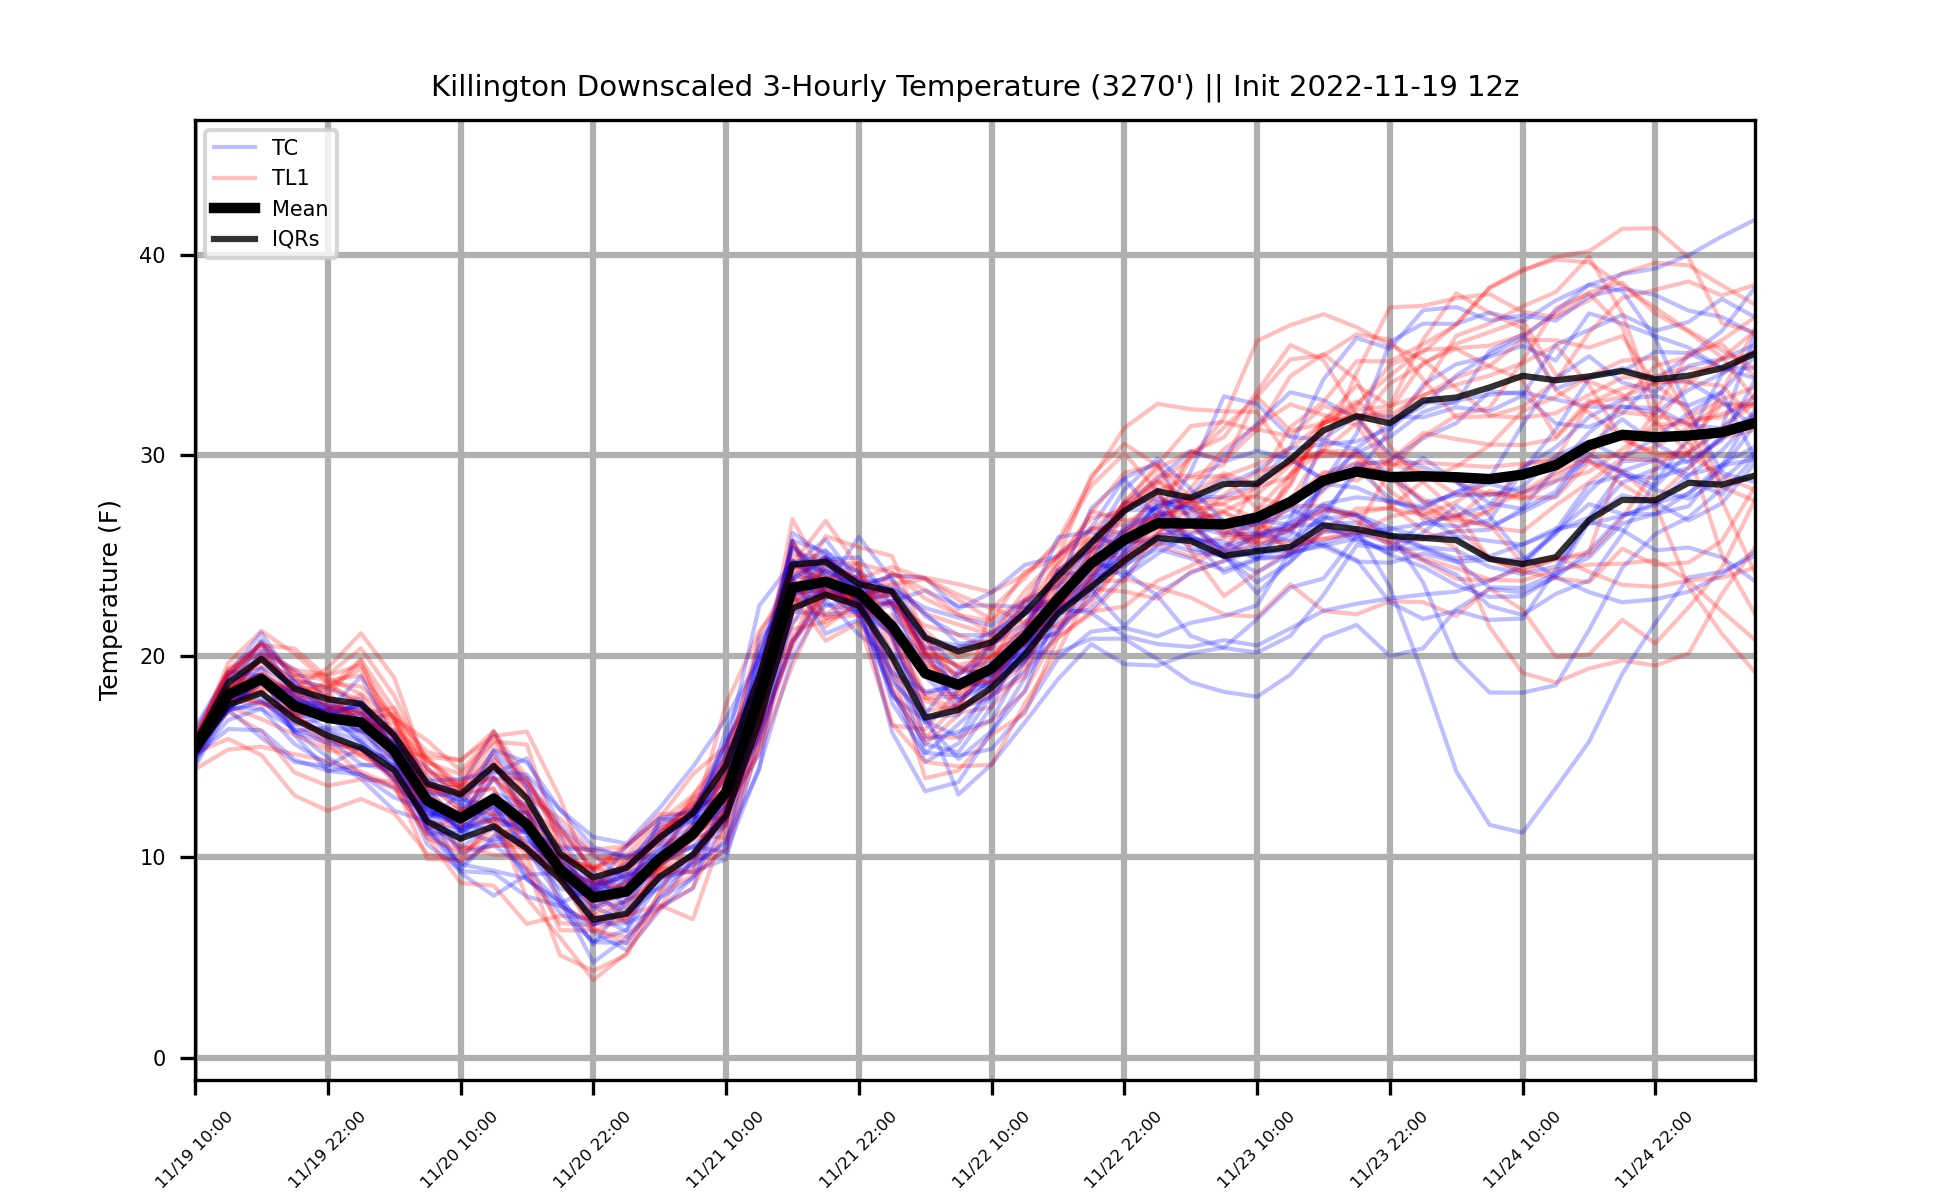 Killington Downscaled 3-Hourly Temperature (3270') || Init 2022-11-19 12z
TC
TL1
Mean
IQRs
Temperature (F)
40
30
20
10
0
11/19 10:00
11/19 22:00
11/20 10:00
11/20 22:00
11/21 10:00
11/21 22:00
11/22 10:00
11/22 22:00
11/23 10:00
11/23 22:00
11/24 10:00
11/24 22:00